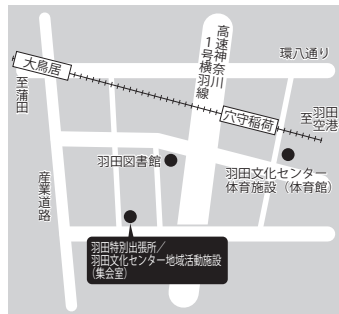 高速神奈川
1号横羽線
環八通り
大鳥居
至蒲田
穴守稲荷
至羽田
空港
羽田図書館
羽田文化センター
体育施設（体育館）
産業道路
羽田特別出張所／
羽田文化センター地域活動施設
（集会室）